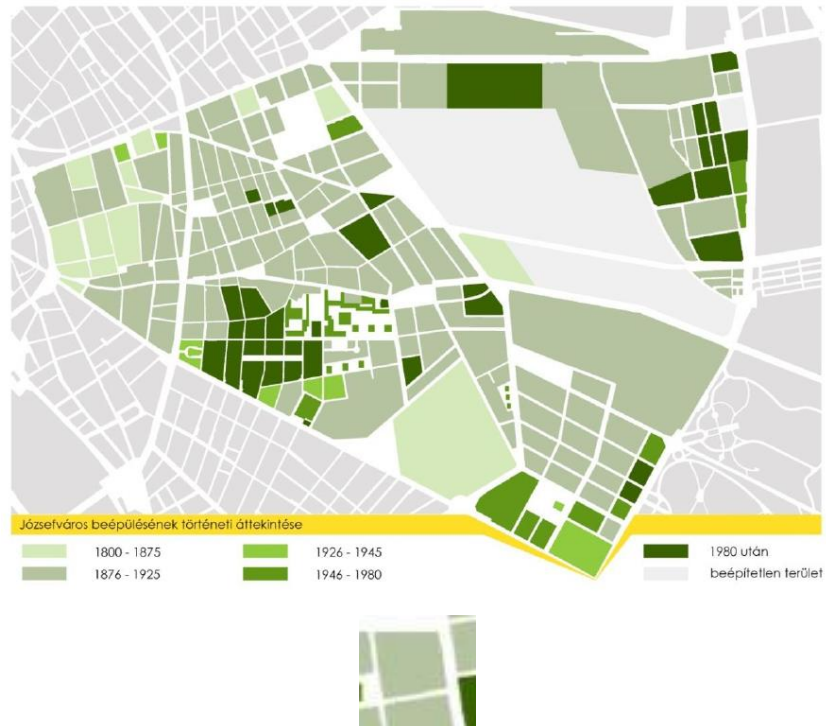 Józsefváros beépülésének történeti áttekintése
1800 - 1875
1926 - 1945
1980 után
1876 - 1925
1946 - 1980
beépítetlen terület